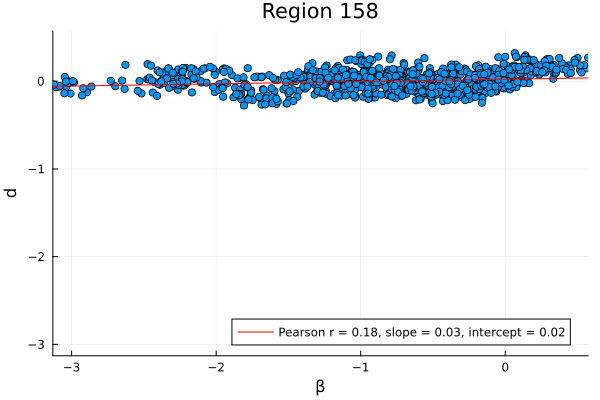 Region 158
d
0
−1
−2
−3
Pearson r = 0.18, slope = 0.03, intercept = 0.02
−3 −2 −1 0
β